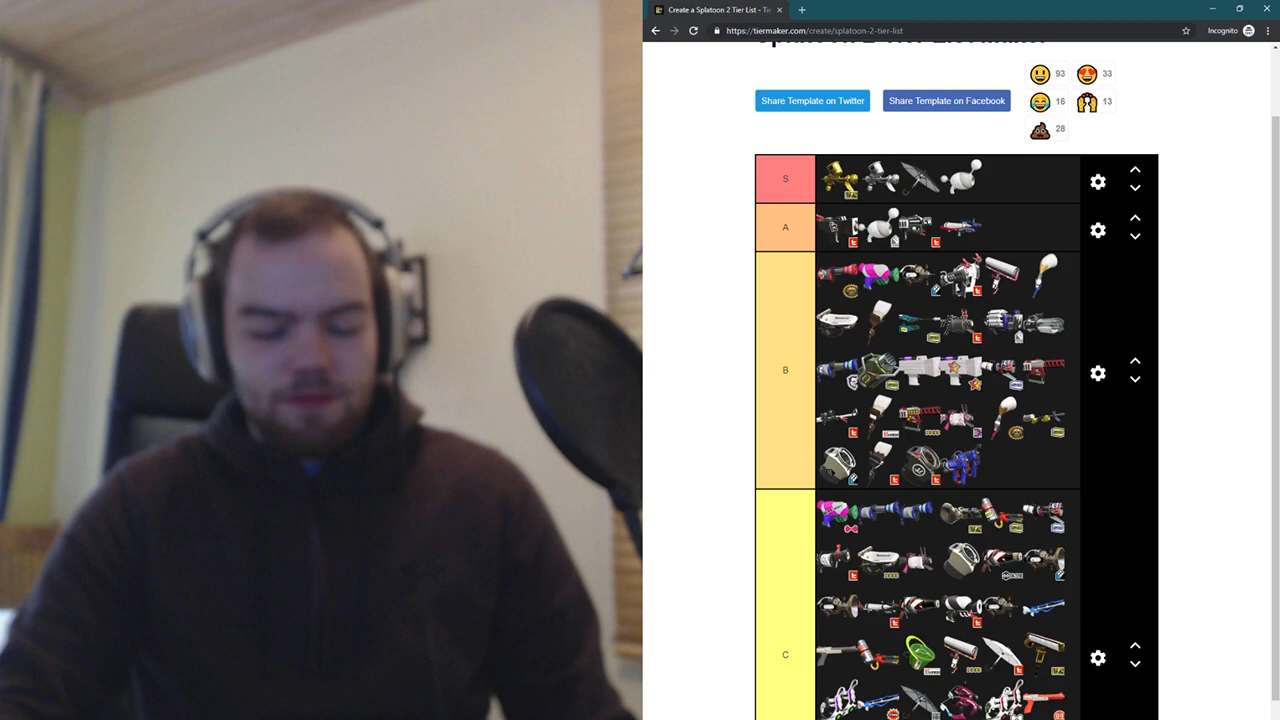 Create a Splatoon 2 Tier List - Tie
https://tiermaker.com/create/splatoon-2-tier-list
Incognito
Share Template on Twitter
Share Template on Facebook
93
33
16
13
28
S
A
B
C